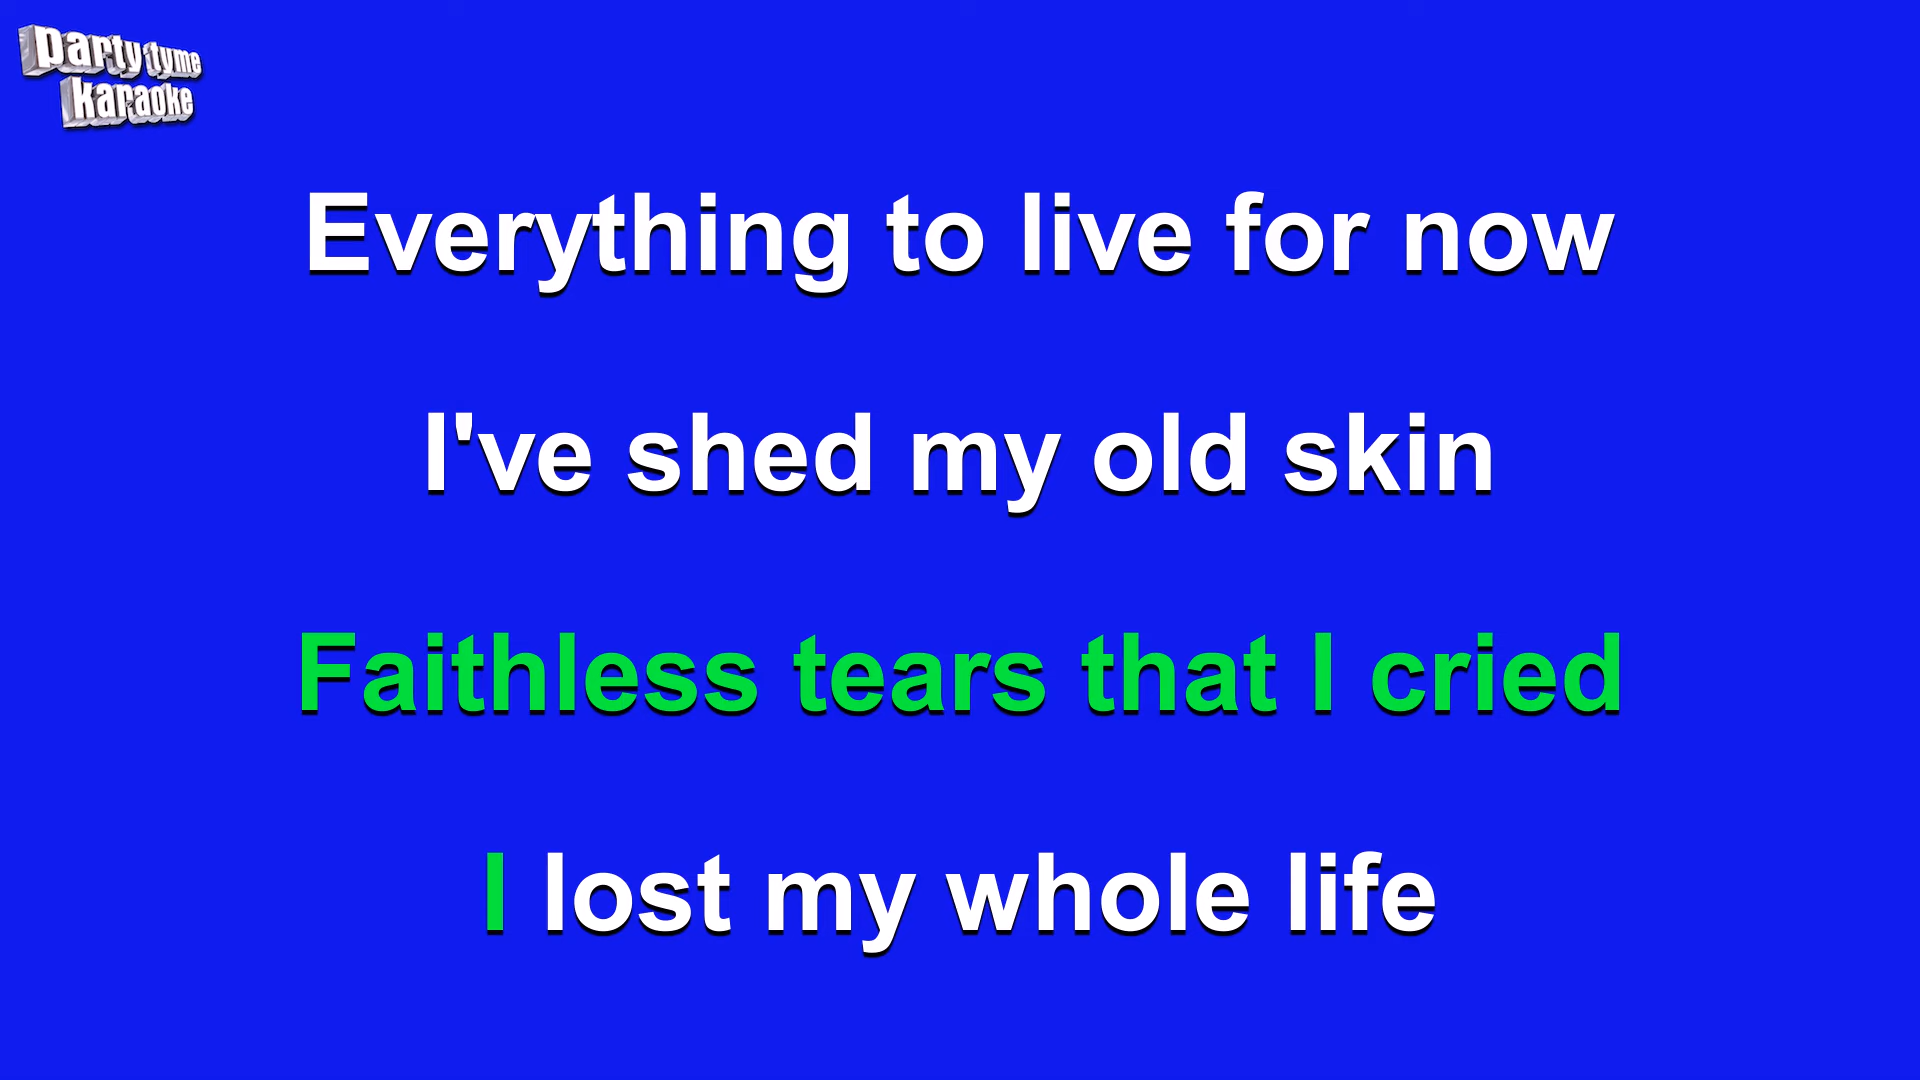 party tyme
karaoke
Everything to live for now
I've shed my old skin
Faithless tears that I cried
I lost my whole life